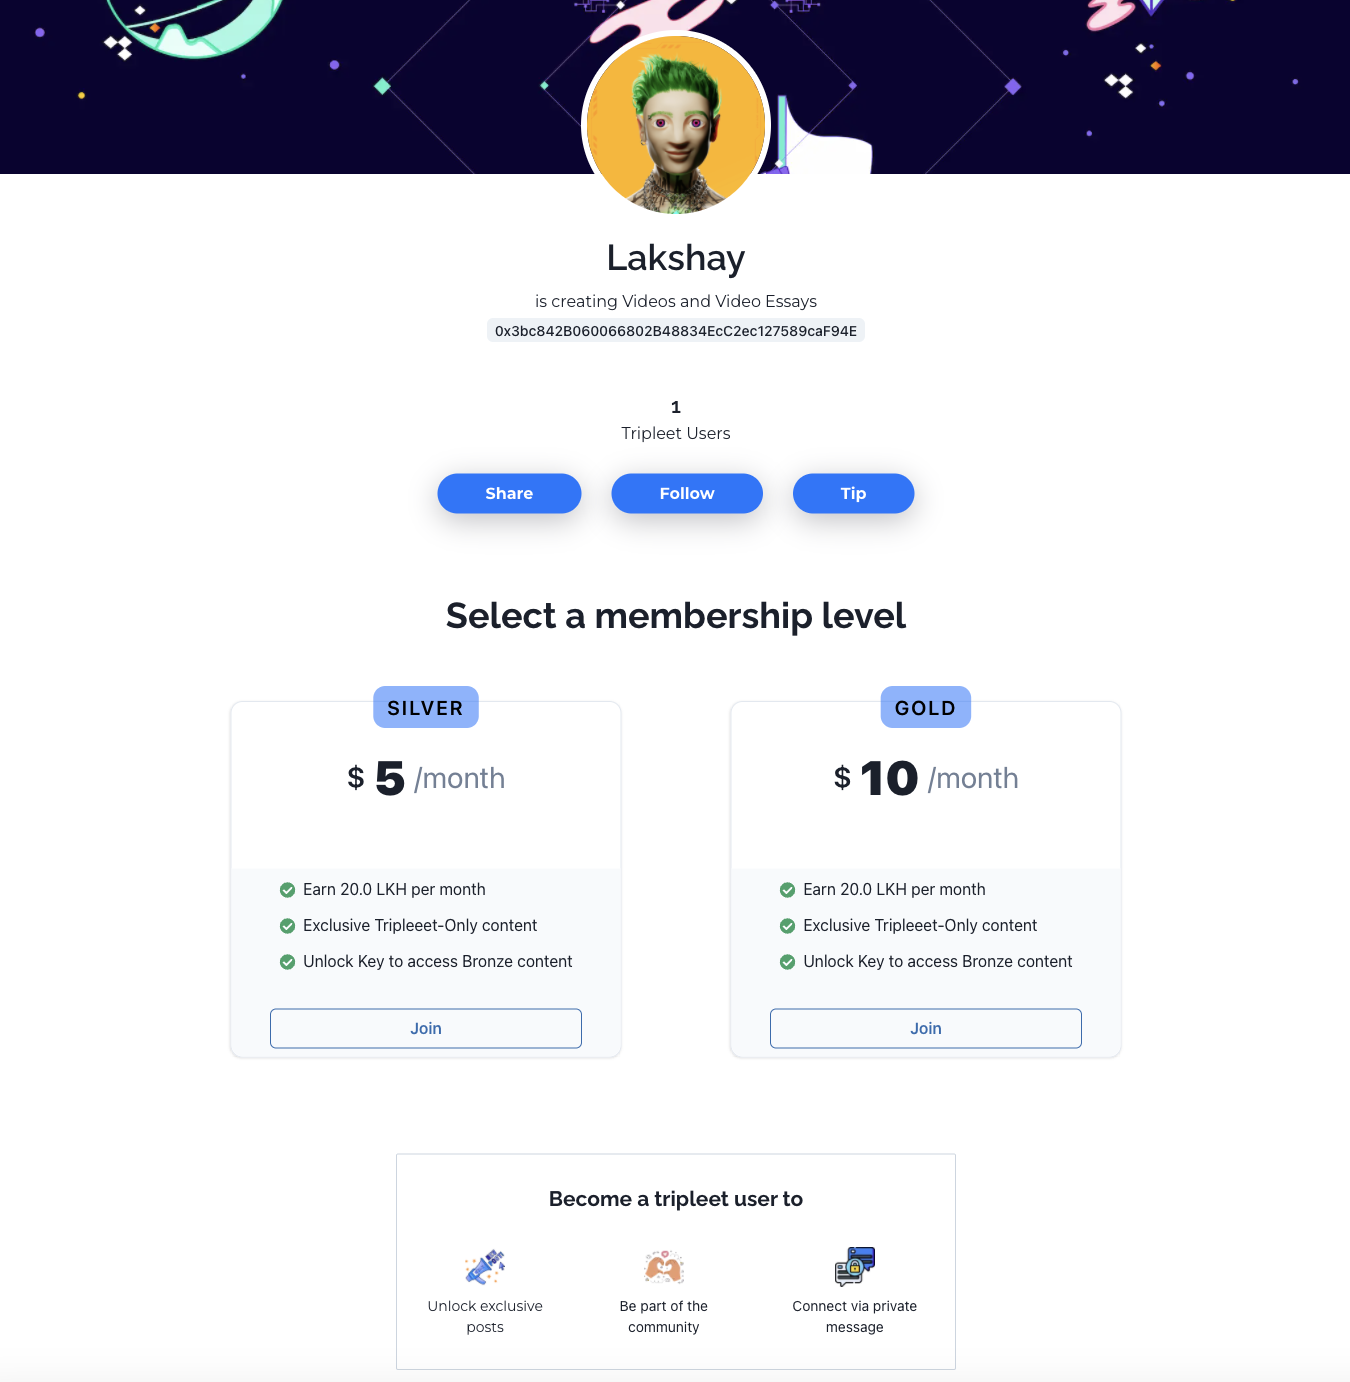 Lakshay
is creating Videos and Video Essays
0x3bc842B060066802B48834EcC2ec127589caF94E
1
Tripleet Users
Share Follow Tip
Select a membership level
SILVER
$ 5 /month
Earn 20.0 LKH per month
Exclusive Tripleeet-Only content
Unlock Key to access Bronze content
Join
GOLD
$ 10 /month
Earn 20.0 LKH per month
Exclusive Tripleeet-Only content
Unlock Key to access Bronze content
Join
Become a tripleet user to
Unlock exclusive
posts
Be part of the
community
Connect via private
message